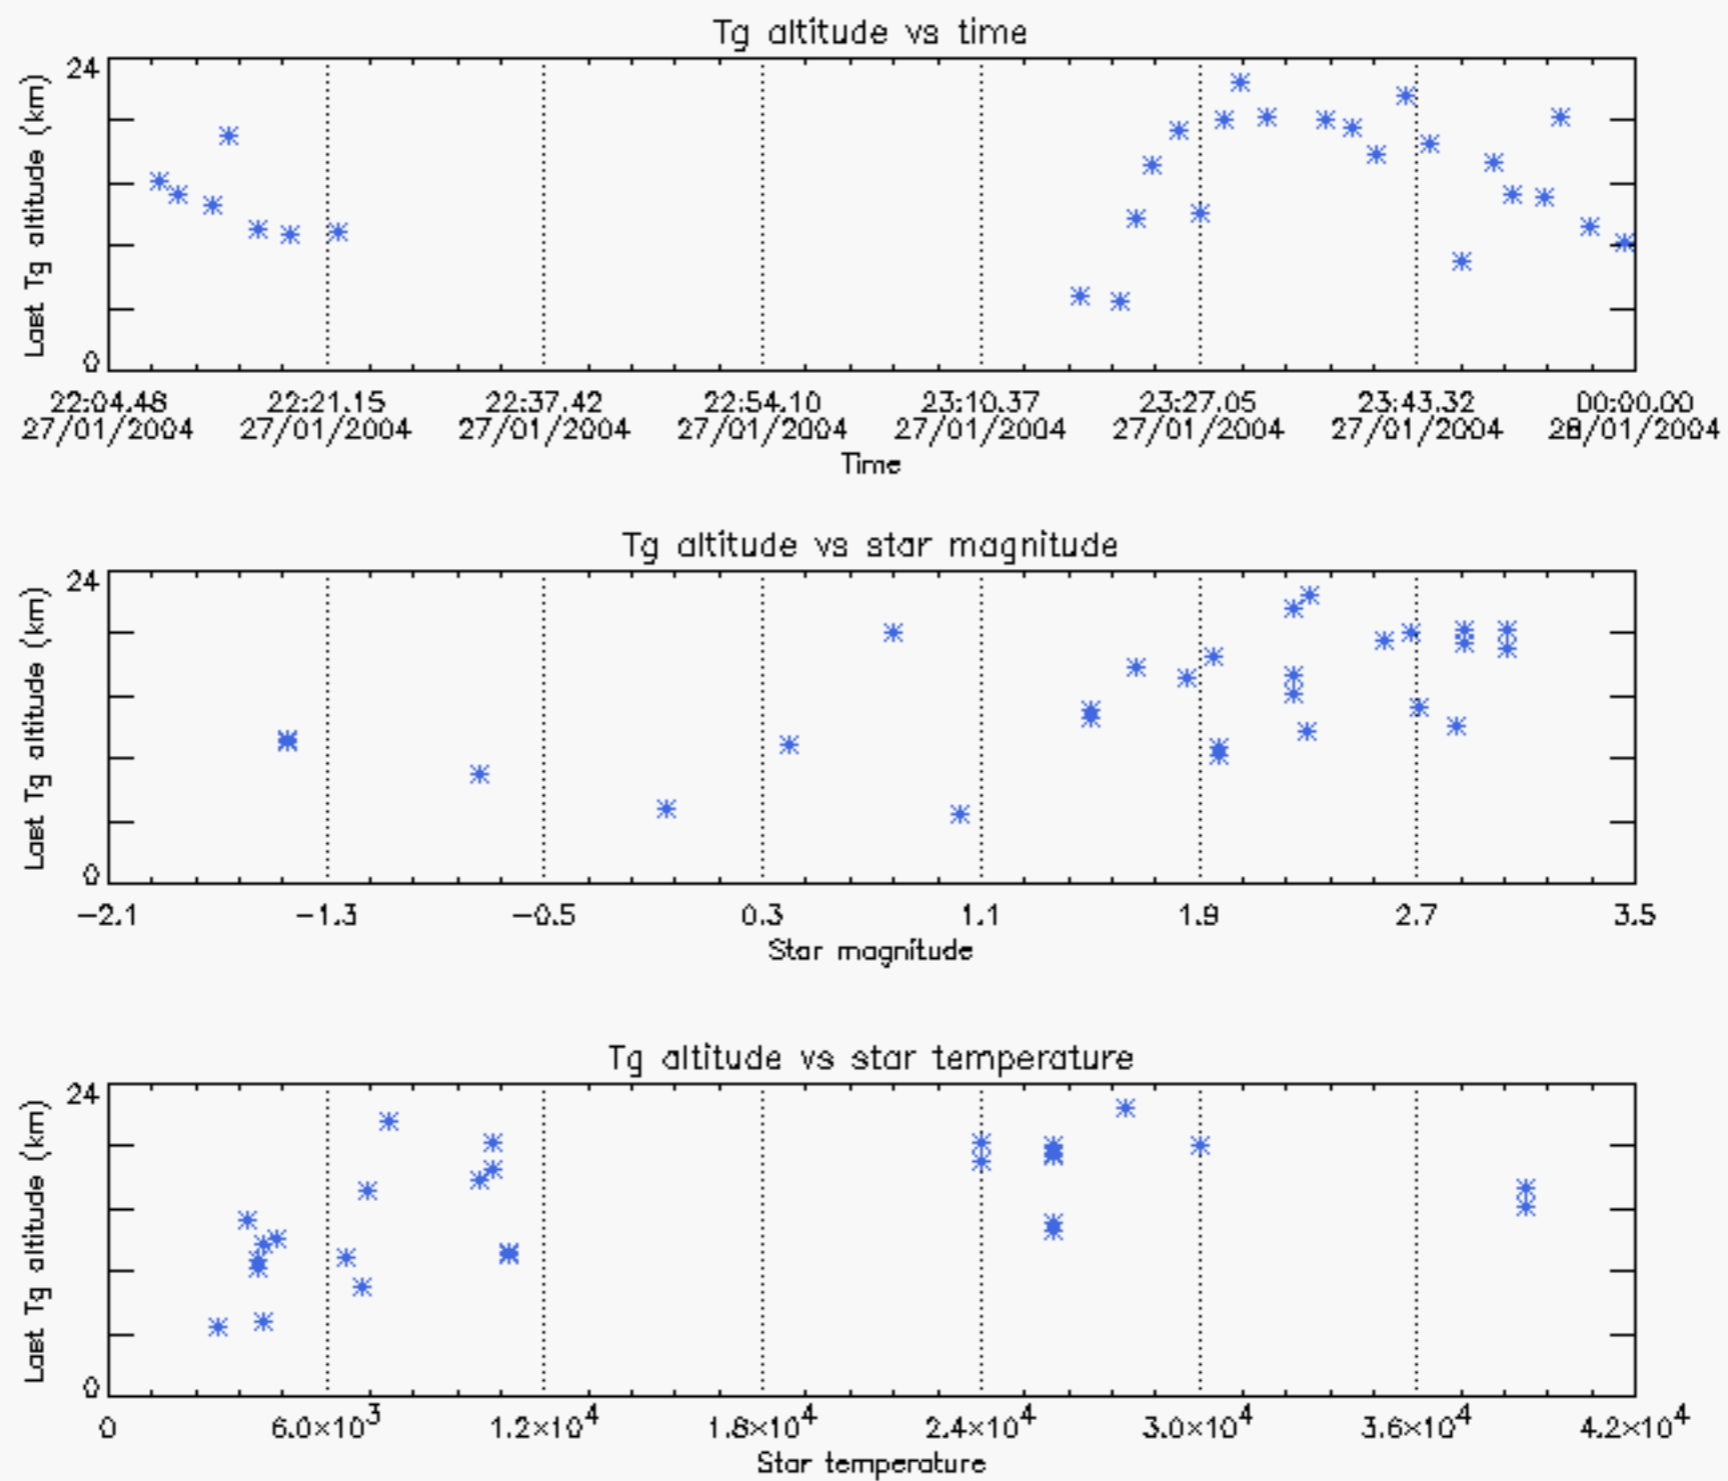 Tg altitude vs time
24
Last Tg altitude (km)
0
22:04.48 22:21.15 22:37.42 22:54.10 23:10.37 23:27.05 23:43.32 00:00.00
27/01/2004 27/01/2004 27/01/2004 27/01/2004 27/01/2004 27/01/2004 27/01/2004 28/01/2004
Time
Tg altitude vs star magnitude
24
Last Tg altitude (km)
0
−2.1 −1.3 −0.5 0.3 1.1 1.9 2.7 3.5
Star magnitude
Tg altitude vs star temperature
24
Last Tg altitude (km)
0
0 6.0×10³ 1.2×10⁴ 1.8×10⁴ 2.4×10⁴ 3.0×10⁴ 3.6×10⁴ 4.2×10⁴
Star temperature